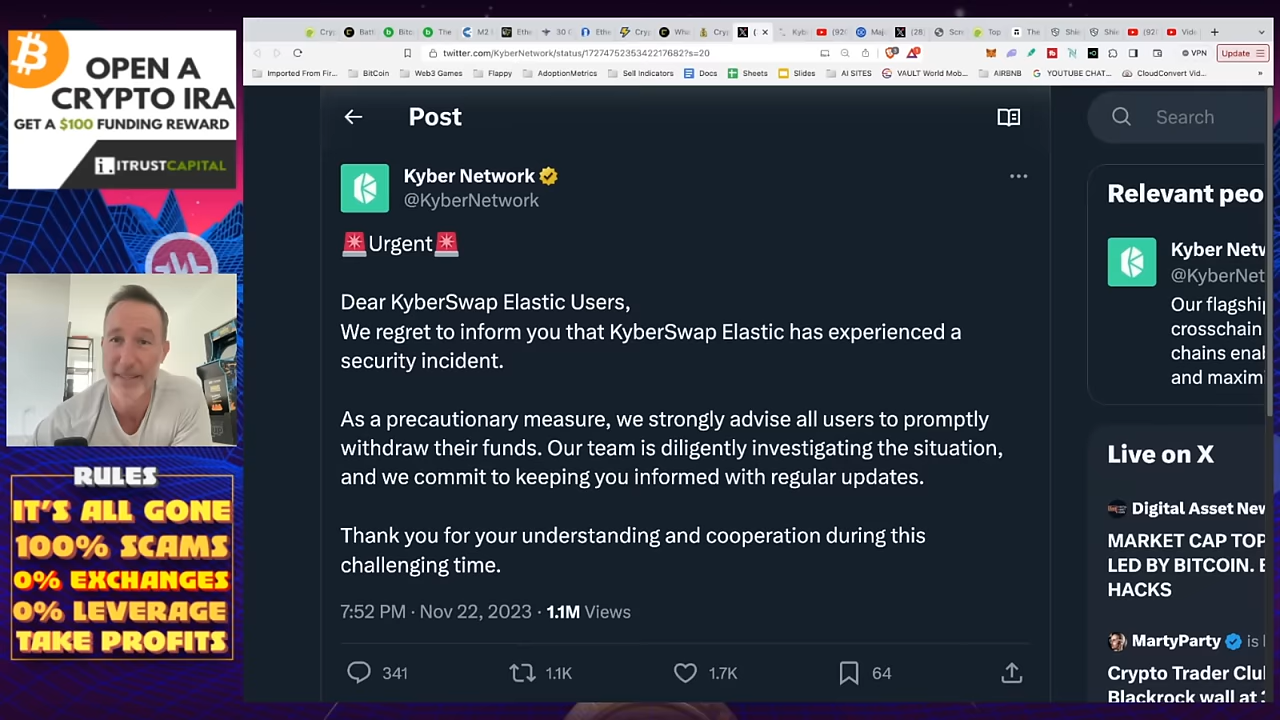 OPEN A
CRYPTO IRA
GET A $100 FUNDING REWARD
i.ITRUSTCAPITAL
RULES
IT'S ALL GONE
100% SCAMS
0% EXCHANGES
0% LEVERAGE
TAKE PROFITS
twitter.com/KyberNetwork/status/1727475235342217682?s=20
VPN
Update
Imported From Fir...
BitCoin
Web3 Games
Flappy
AdoptionMetrics
Sell Indicators
Docs
Sheets
Slides
AI SITES
VAULT World Mob...
AIRBNB
YOUTUBE CHAT...
CloudConvert Vid...
Post
Kyber Network
@KyberNetwork
🚨Urgent🚨
Dear KyberSwap Elastic Users,
We regret to inform you that KyberSwap Elastic has experienced a
security incident.
As a precautionary measure, we strongly advise all users to promptly
withdraw their funds. Our team is diligently investigating the situation,
and we commit to keeping you informed with regular updates.
Thank you for your understanding and cooperation during this
challenging time.
7:52 PM · Nov 22, 2023 · 1.1M Views
341
1.1K
1.7K
64
Search
Relevant peo
Kyber Netw
@KyberNet
Our flagship
crosschain
chains enab
and maxim
Live on X
Digital Asset New
MARKET CAP TOP
LED BY BITCOIN. E
HACKS
MartyParty is
Crypto Trader Clu
Blackrock wall at